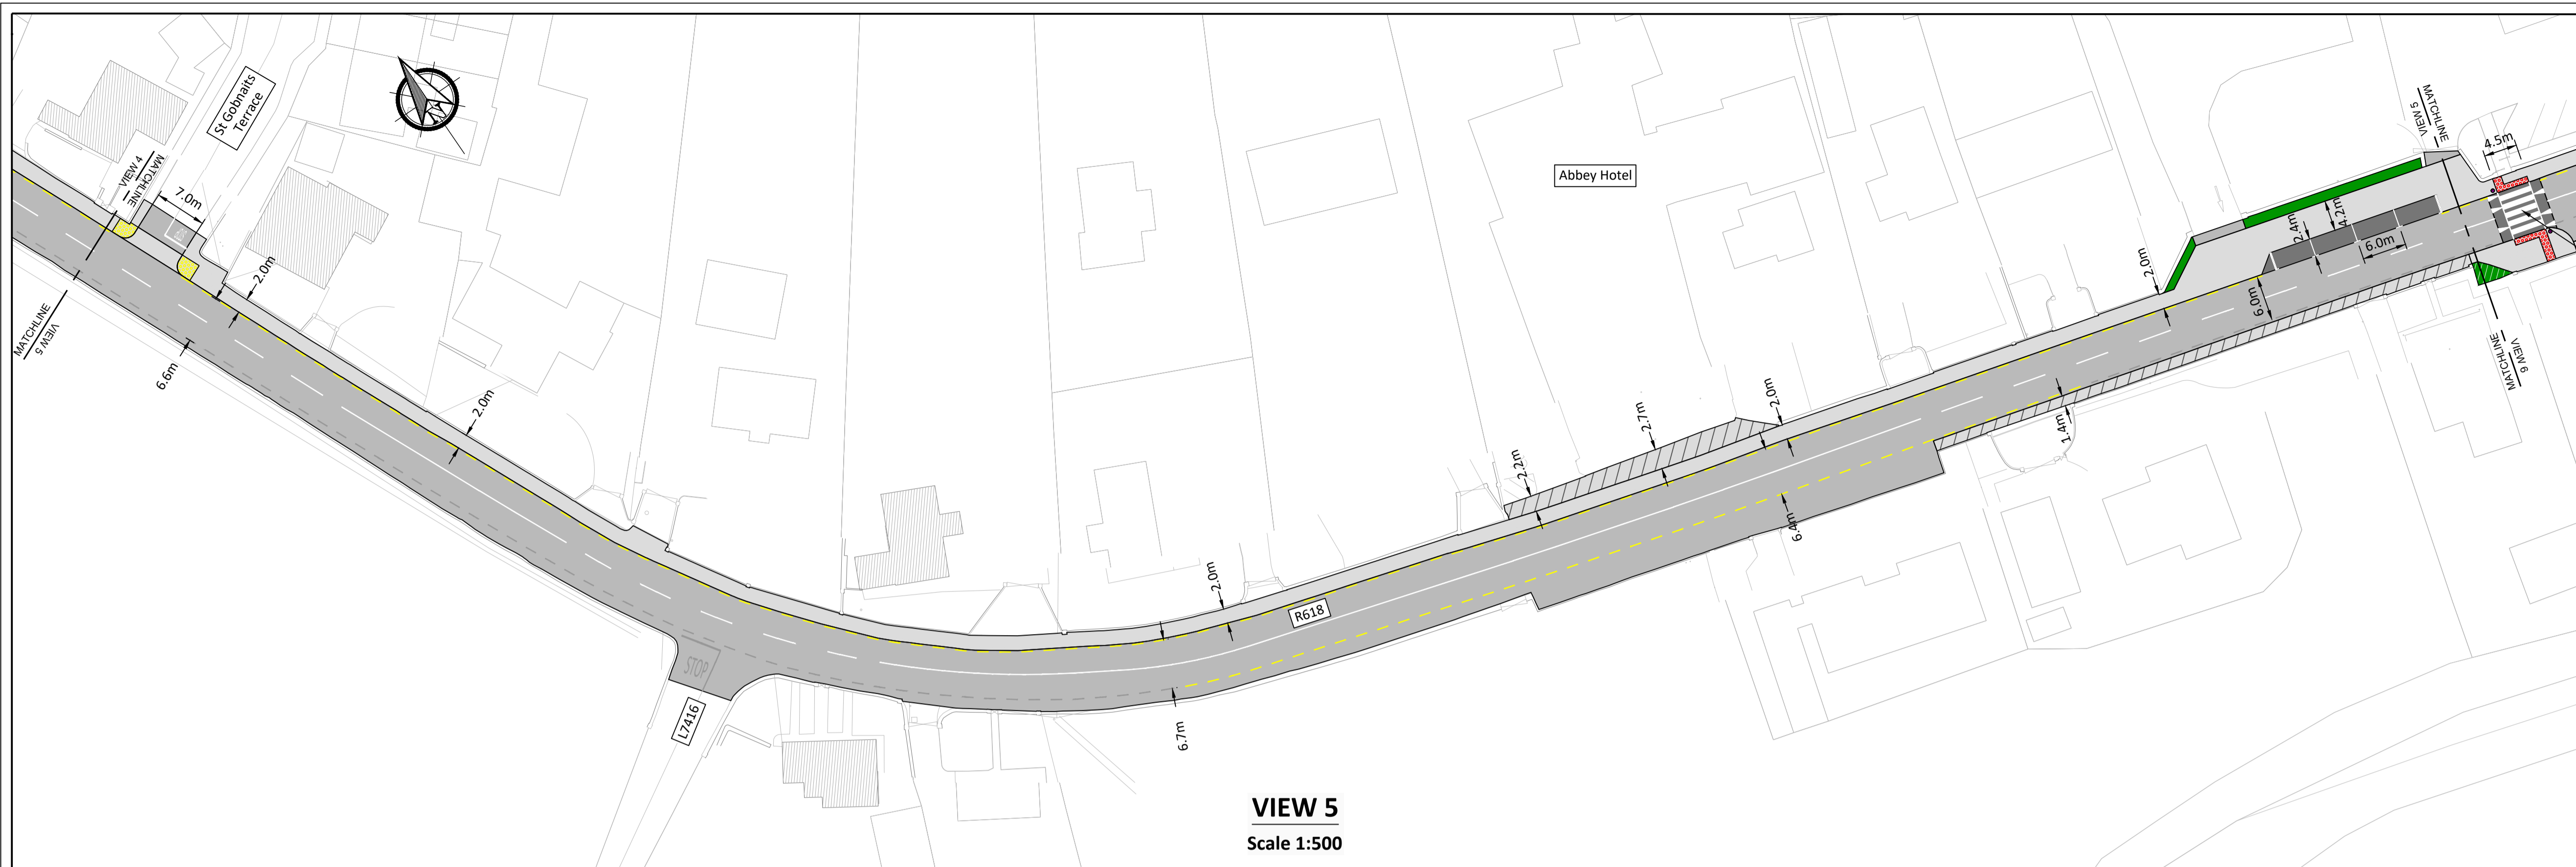 St Gobnaits
Terrace
VIEW 4
MATCHLINE
7.0m
MATCHLINE
VIEW 5
2.0m
6.6m
2.0m
N
STOP
L7416
2.0m
6.7m
R618
Abbey Hotel
2.2m
2.7m
2.0m
6.4m
1.4m
2.0m
6.0m
2.4m
4.2m
6.0m
MATCHLINE
VIEW 5
4.5m
MATCHLINE
VIEW 6
VIEW 5
Scale 1:500